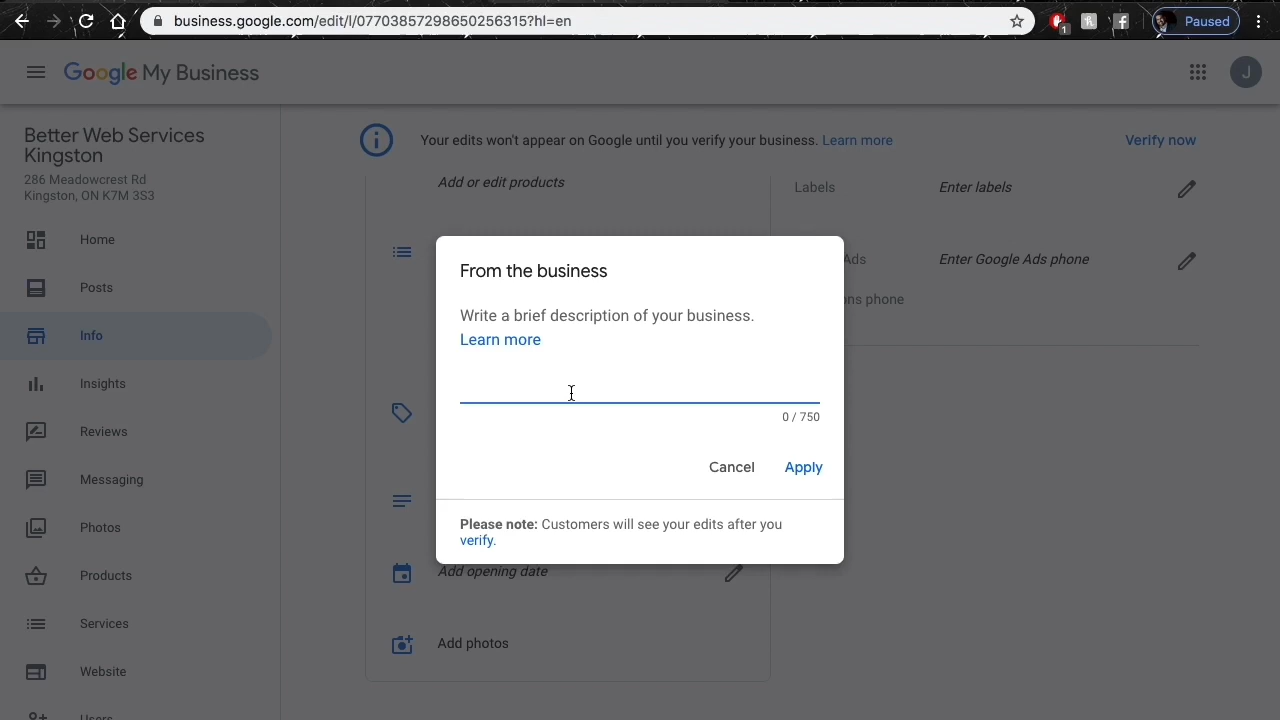 business.google.com/edit/l/07703857298650256315?hl=en
1
Paused
Google My Business
J
Better Web Services
Kingston
286 Meadowcrest Rd
Kingston, ON K7M 3S3
Home
Posts
Info
Insights
Reviews
Messaging
Photos
Products
Services
Website
Users
Your edits won't appear on Google until you verify your business. Learn more
Verify now
Add or edit products
Labels
Enter labels
Ads
Enter Google Ads phone
ons phone
From the business
Write a brief description of your business.
Learn more
0 / 750
Cancel
Apply
Please note: Customers will see your edits after you
verify.
Add opening date
Add photos